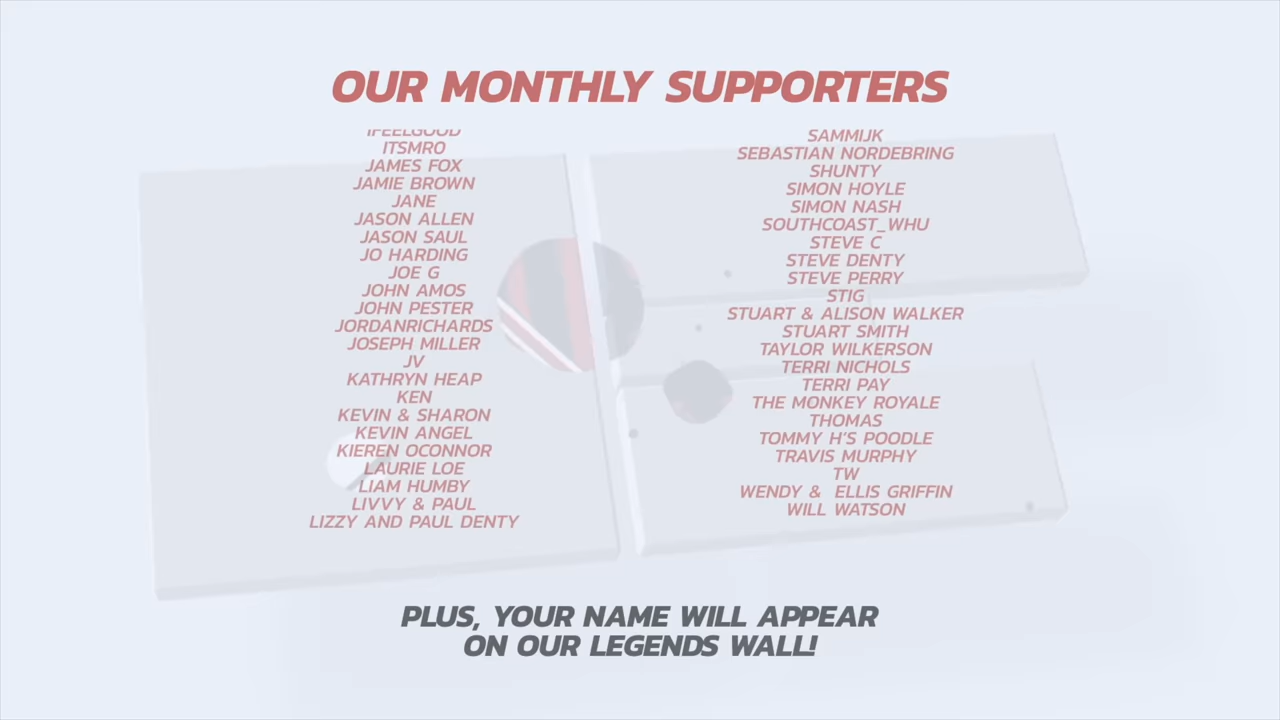 OUR MONTHLY SUPPORTERS
IFEELGOOD
ITSMRO
JAMES FOX
JAMIE BROWN
JANE
JASON ALLEN
JASON SAUL
JO HARDING
JOE G
JOHN AMOS
JOHN PESTER
JORDANRICHARDS
JOSEPH MILLER
JV
KATHRYN HEAP
KEN
KEVIN & SHARON
KEVIN ANGEL
KIEREN OCONNOR
LAURIE LOE
LIAM HUMBY
LIVVY & PAUL
LIZZY AND PAUL DENTY
SAMMIJK
SEBASTIAN NORDEBRING
SHUNTY
SIMON HOYLE
SIMON NASH
SOUTHCOAST_WHU
STEVE C
STEVE DENTY
STEVE PERRY
STIG
STUART & ALISON WALKER
STUART SMITH
TAYLOR WILKERSON
TERRI NICHOLS
TERRI PAY
THE MONKEY ROYALE
THOMAS
TOMMY H'S POODLE
TRAVIS MURPHY
TW
WENDY &  ELLIS GRIFFIN
WILL WATSON
PLUS, YOUR NAME WILL APPEAR
ON OUR LEGENDS WALL!